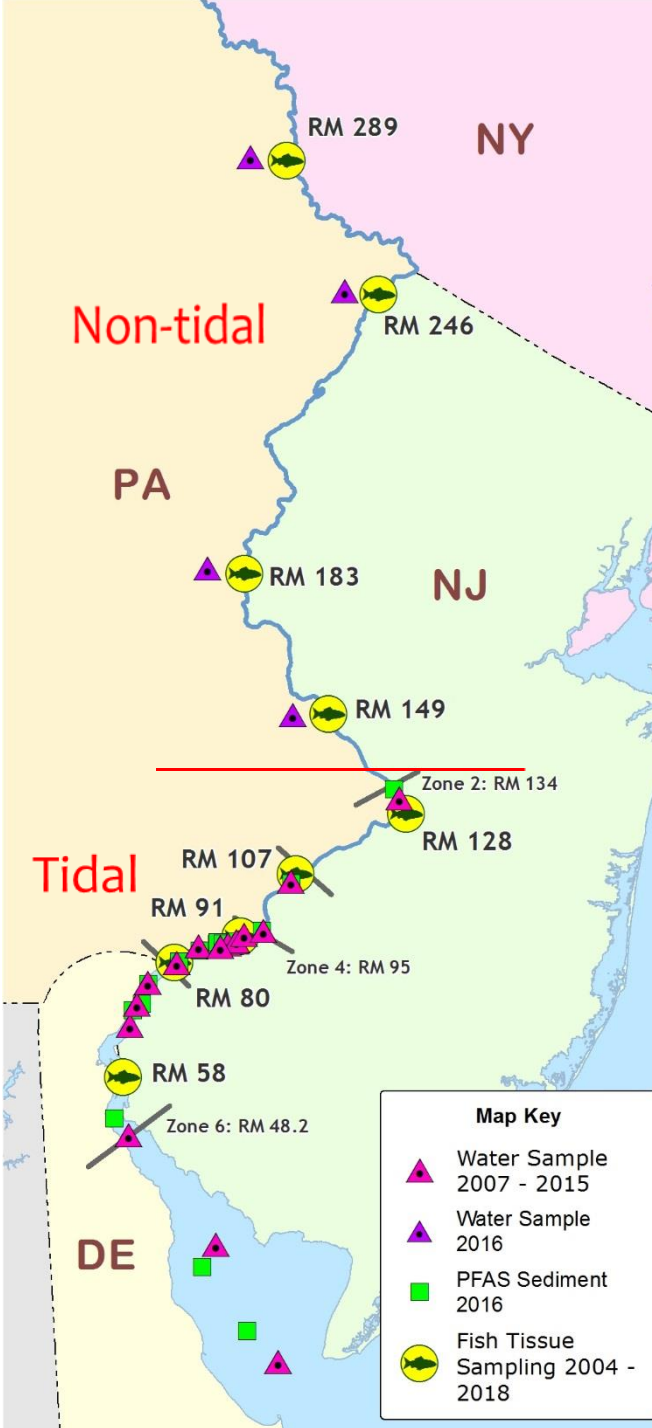 RM 289
NY
Non-tidal
RM 246
PA
RM 183
NJ
RM 149
Zone 2: RM 134
RM 128
RM 107
Tidal
RM 91
Zone 4: RM 95
RM 80
RM 58
Zone 6: RM 48.2
DE
Map Key
Water Sample
2007 - 2015
Water Sample
2016
PFAS Sediment
2016
Fish Tissue
Sampling 2004 -
2018